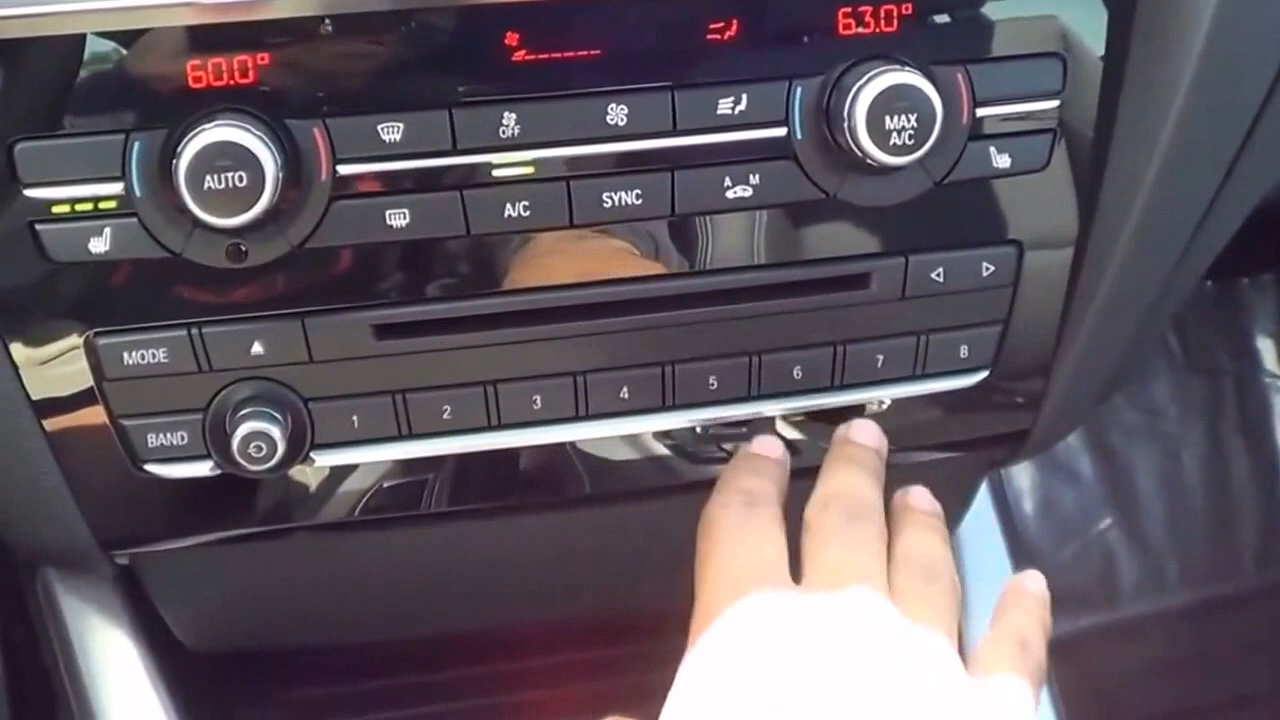 60.0°
63.0°
AUTO
OFF
MAX
A/C
A/C
SYNC
A M
MODE
BAND
1 2 3 4 5 6 7 8